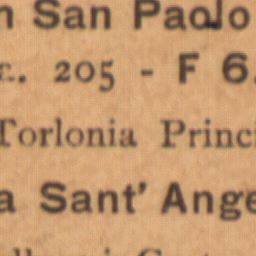 n San Paolo
r.. 205 - F 6.
Torlonia Princi
a Sant' Ange